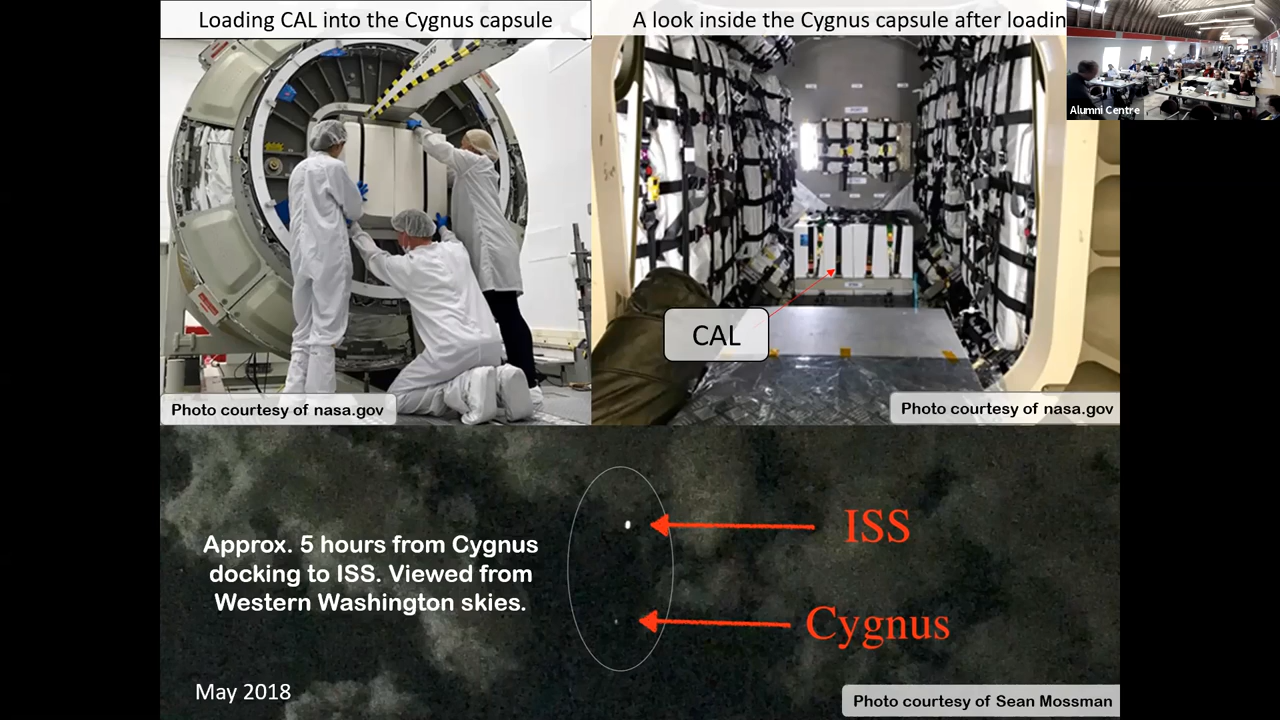 Loading CAL into the Cygnus capsule
A look inside the Cygnus capsule after loadin
Alumni Centre
CAL
Photo courtesy of nasa.gov
Photo courtesy of nasa.gov
ISS
Approx. 5 hours from Cygnus
docking to ISS. Viewed from
Western Washington skies.
Cygnus
May 2018
Photo courtesy of Sean Mossman